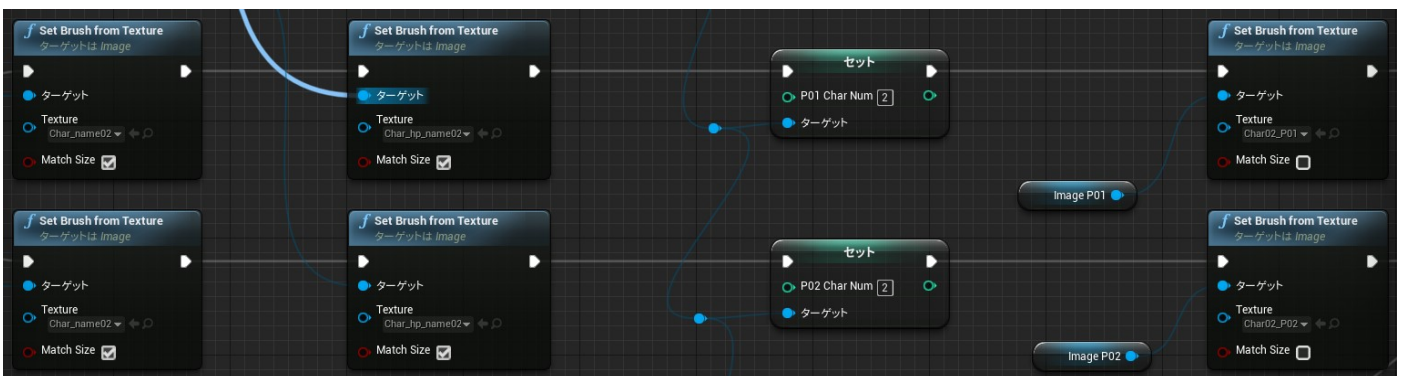 Set Brush from Texture
ターゲットは Image
ターゲット
Texture
Char_name02
Match Size
Set Brush from Texture
ターゲットは Image
ターゲット
Texture
Char_hp_name02
Match Size
セット
P01 Char Num 2
ターゲット
Image P01
Set Brush from Texture
ターゲットは Image
ターゲット
Texture
Char02_P01
Match Size
Set Brush from Texture
ターゲットは Image
ターゲット
Texture
Char_name02
Match Size
Set Brush from Texture
ターゲットは Image
ターゲット
Texture
Char_hp_name02
Match Size
セット
P02 Char Num 2
ターゲット
Image P02
Set Brush from Texture
ターゲットは Image
ターゲット
Texture
Char02_P02
Match Size